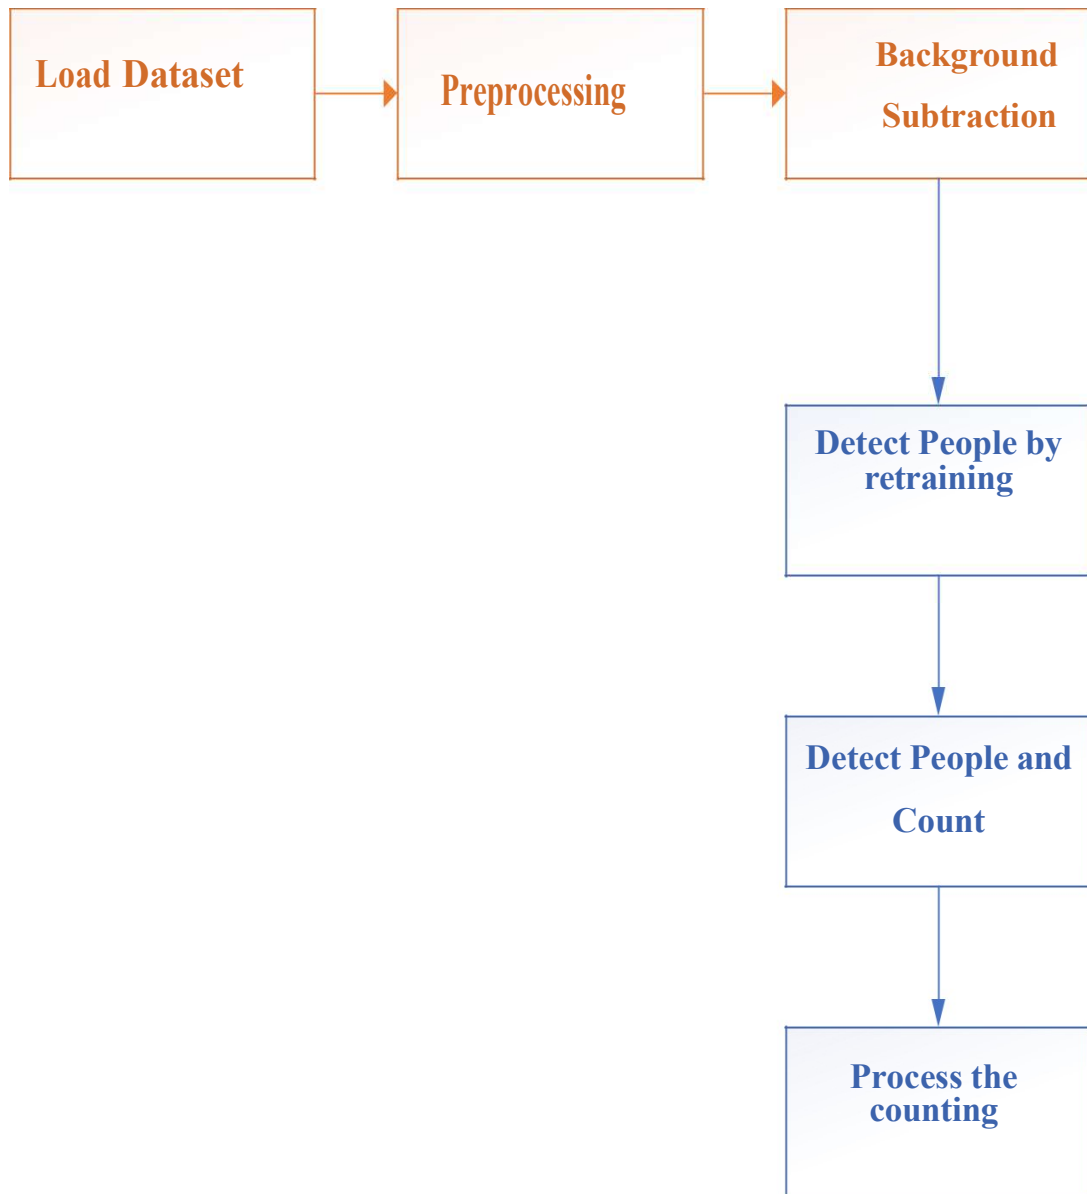 Load Dataset
Preprocessing
Background
Subtraction
Detect People by
retraining
Detect People and
Count
Process the
counting